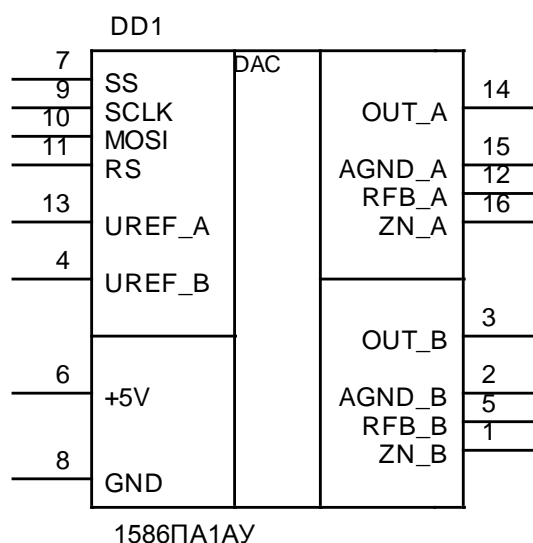 DD1
DAC
7 SS
9 SCLK
10 MOSI
11 RS
13 UREF_A
4 UREF_B
6 +5V
8 GND
OUT_A 14
AGND_A 15
RFB_A 12
ZN_A 16
OUT_B 3
AGND_B 2
RFB_B 5
ZN_B 1
1586ПА1АУ